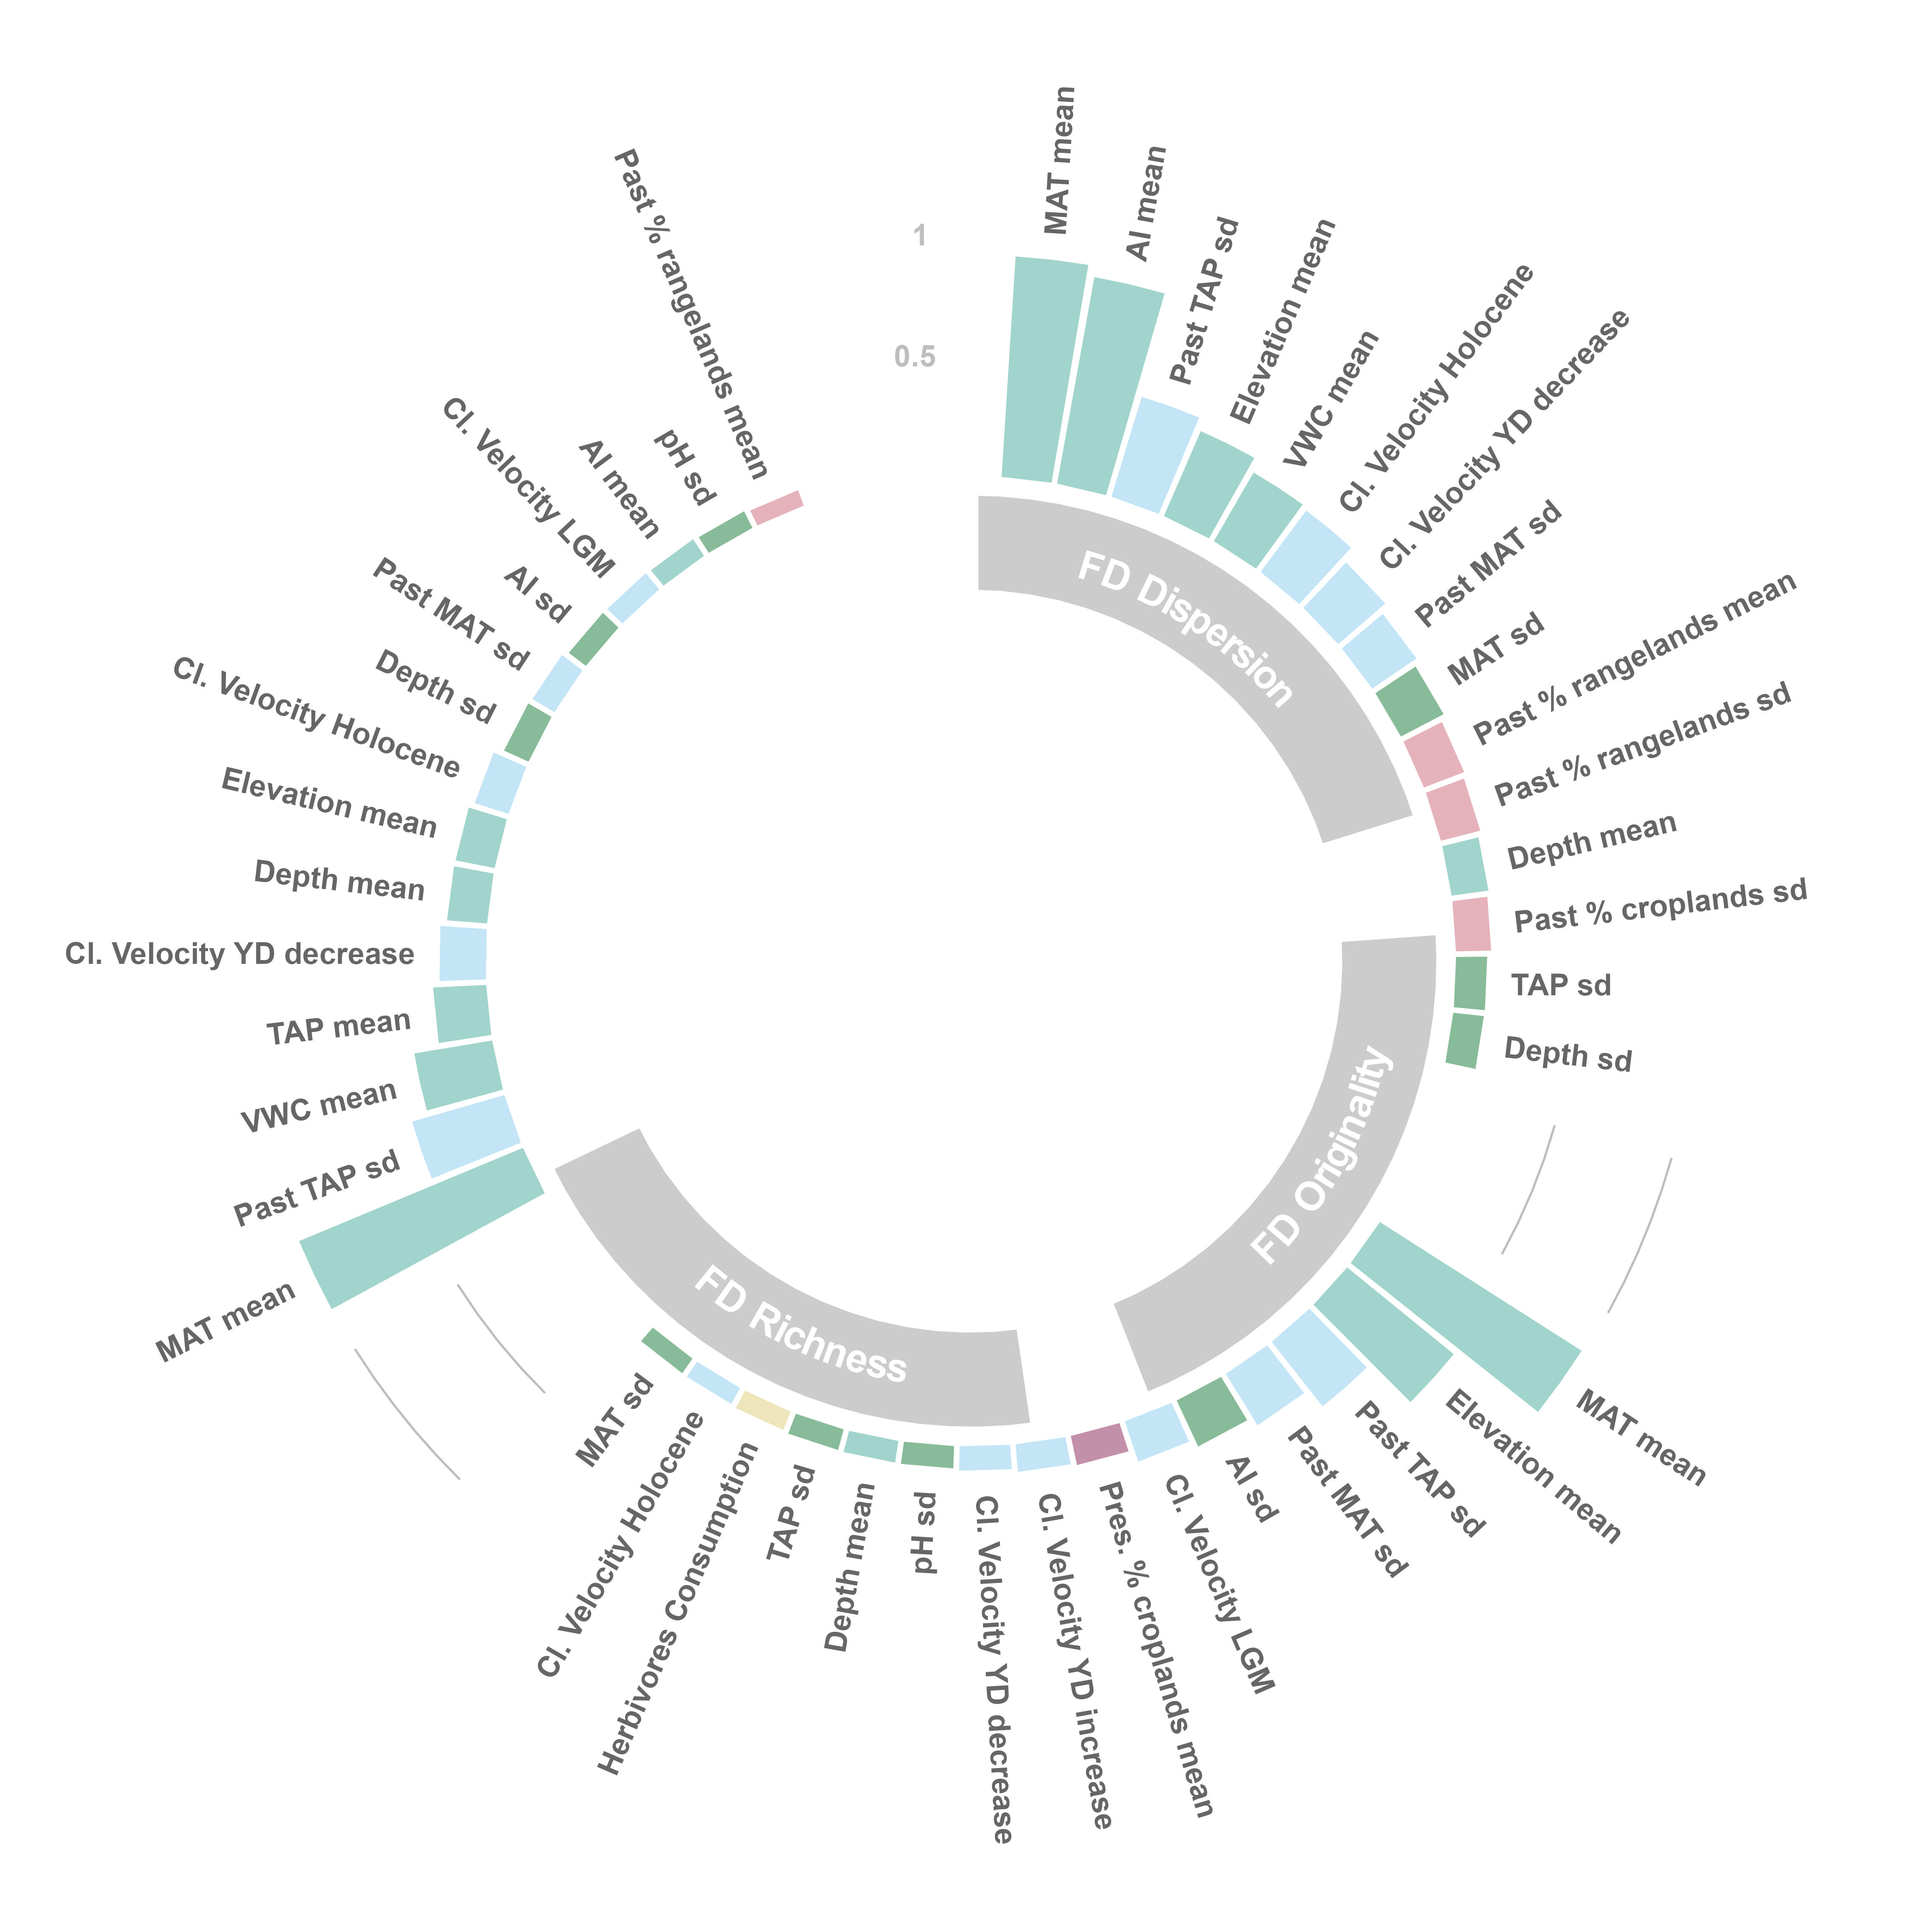 1
0.5
MAT mean
AI mean
Past TAP sd
Elevation mean
VWC mean
Cl. Velocity Holocene
Cl. Velocity YD decrease
Past MAT sd
MAT sd
Past % rangelands mean
Past % rangelands sd
Depth mean
Past % croplands sd
TAP sd
Depth sd
FD Dispersion
MAT mean
Elevation mean
Past TAP sd
Past MAT sd
AI sd
Cl. Velocity LGM
Pres. % croplands mean
Cl. Velocity YD increase
Cl. Velocity YD decrease
pH sd
Depth mean
TAP sd
Herbivores Consumption
Cl. Velocity Holocene
MAT sd
FD Originality
MAT mean
Past TAP sd
VWC mean
TAP mean
Cl. Velocity YD decrease
Depth mean
Elevation mean
Cl. Velocity Holocene
Depth sd
Past MAT sd
AI sd
Cl. Velocity LGM
AI mean
pH sd
Past % rangelands mean
FD Richness